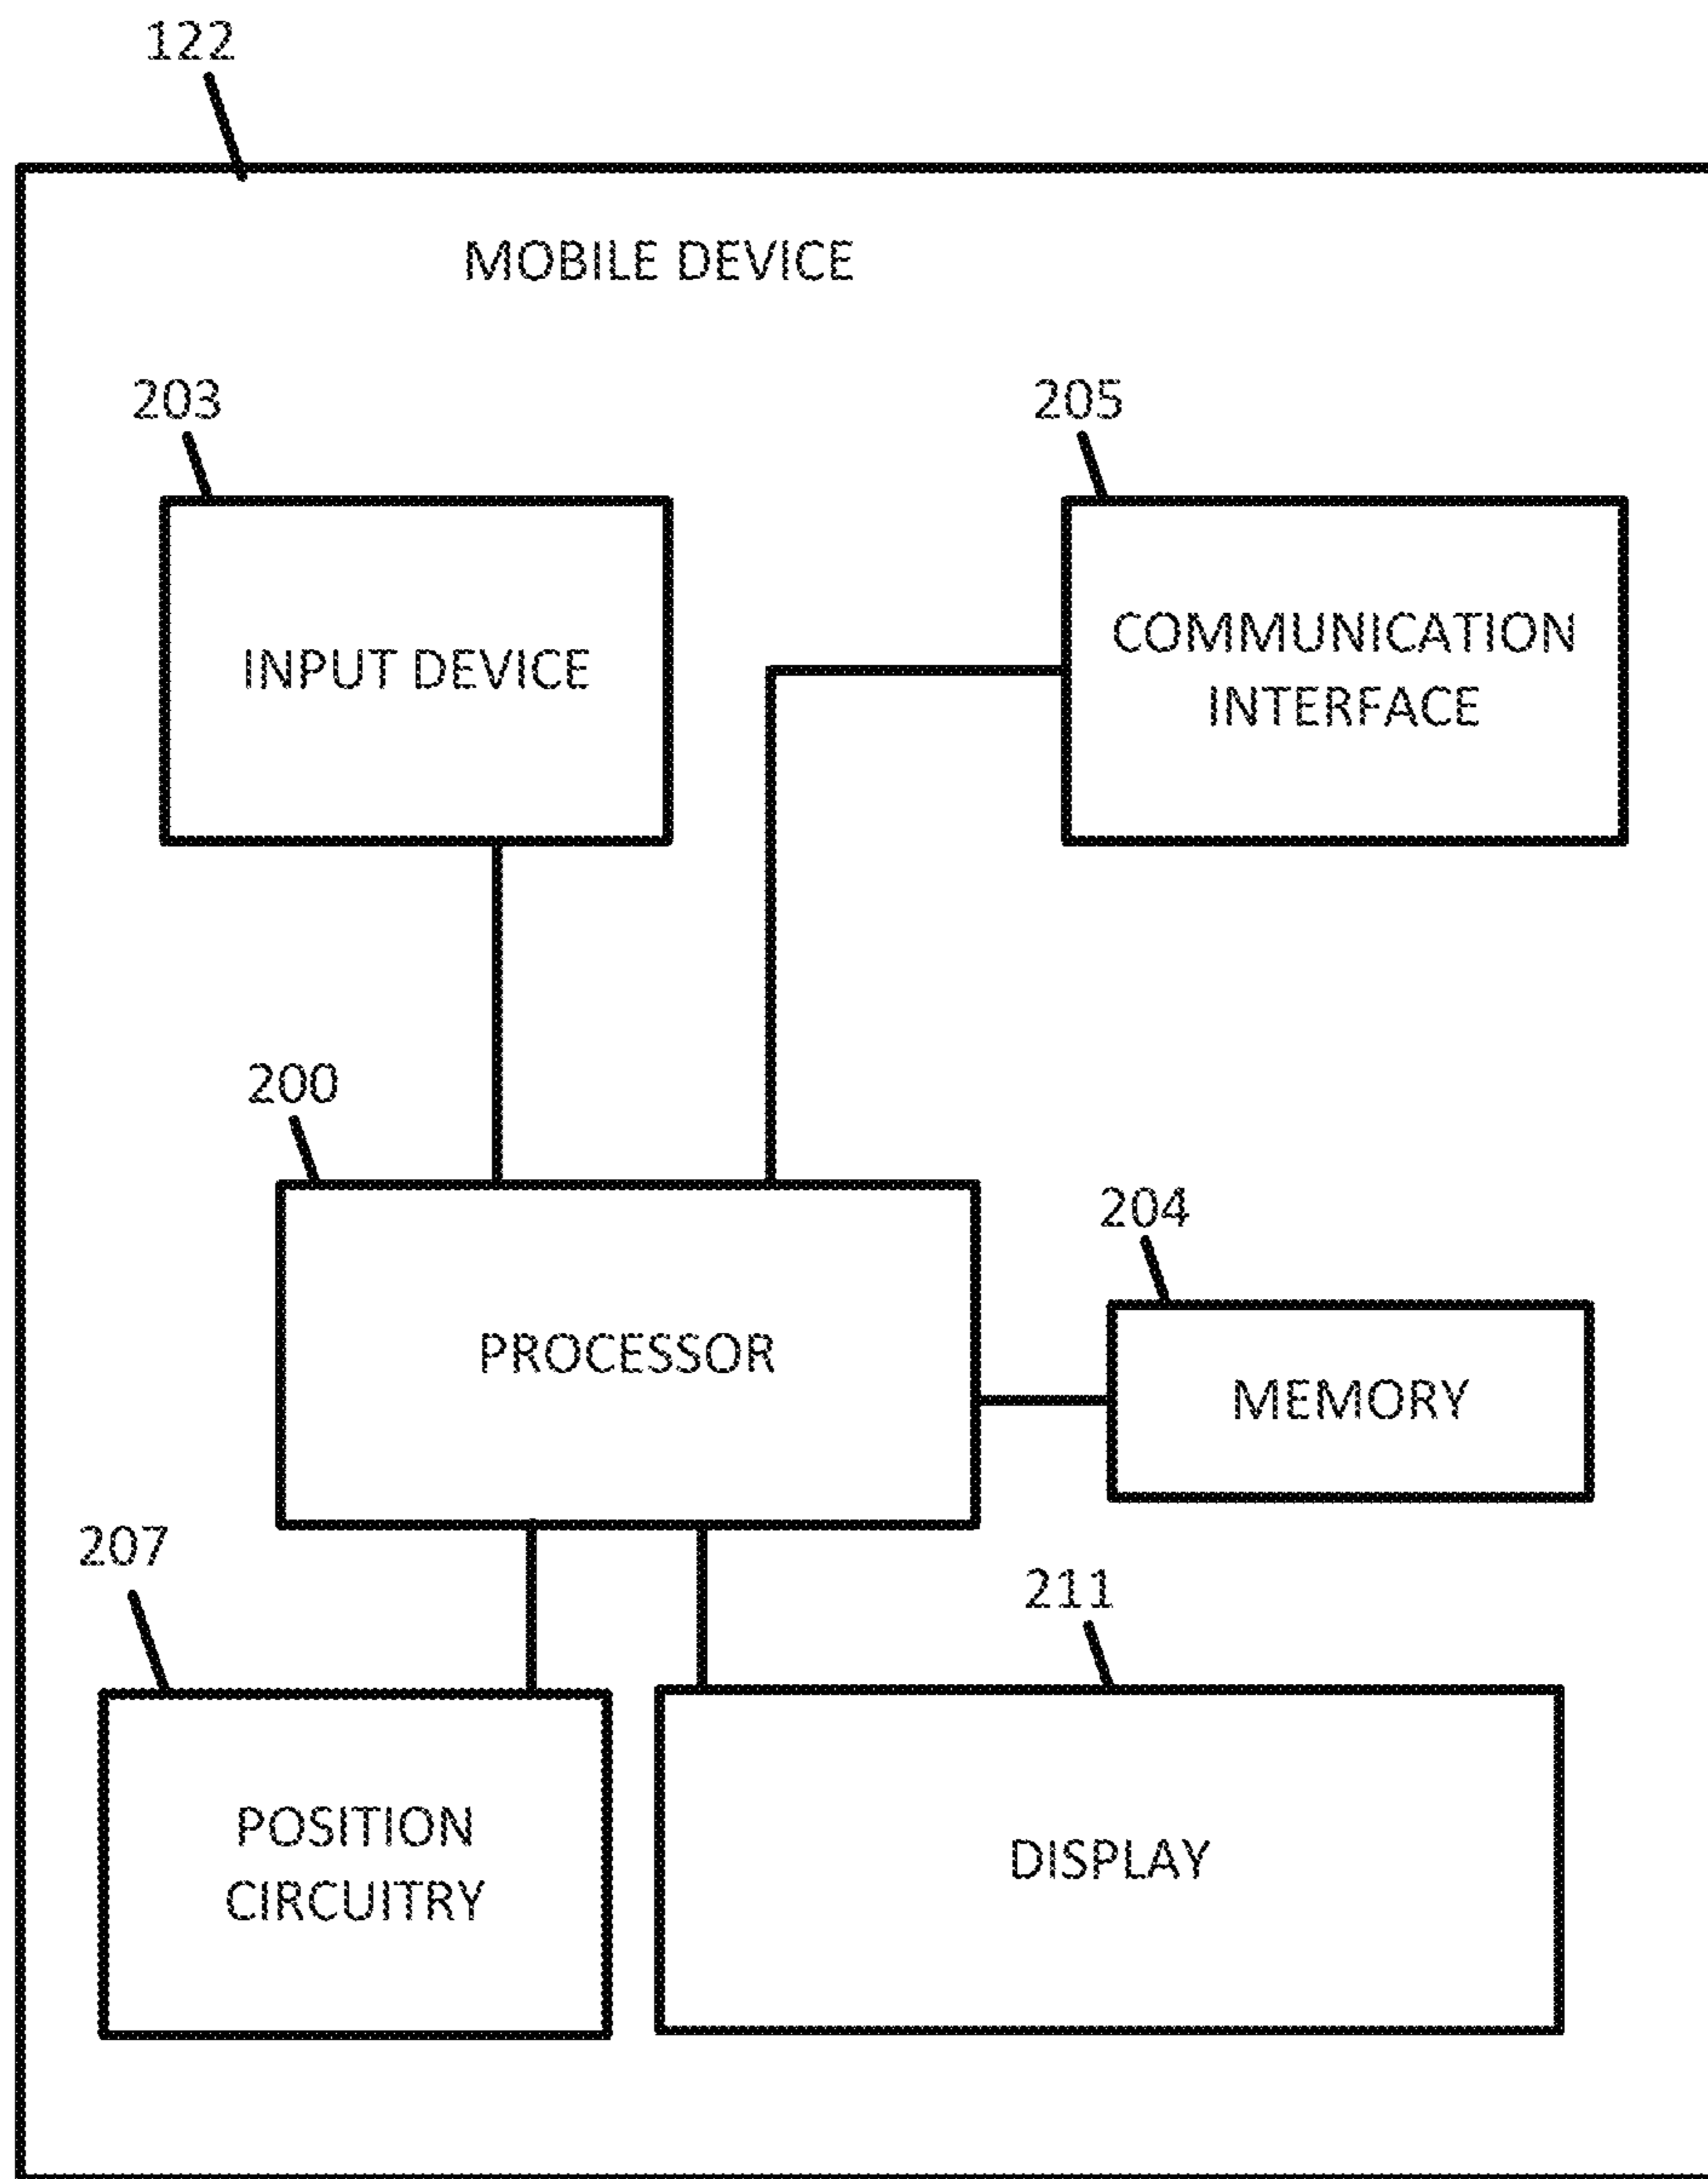 122
MOBILE DEVICE
203
205
INPUT DEVICE
COMMUNICATION
INTERFACE
200
204
PROCESSOR
MEMORY
207
211
POSITION
CIRCUITRY
DISPLAY